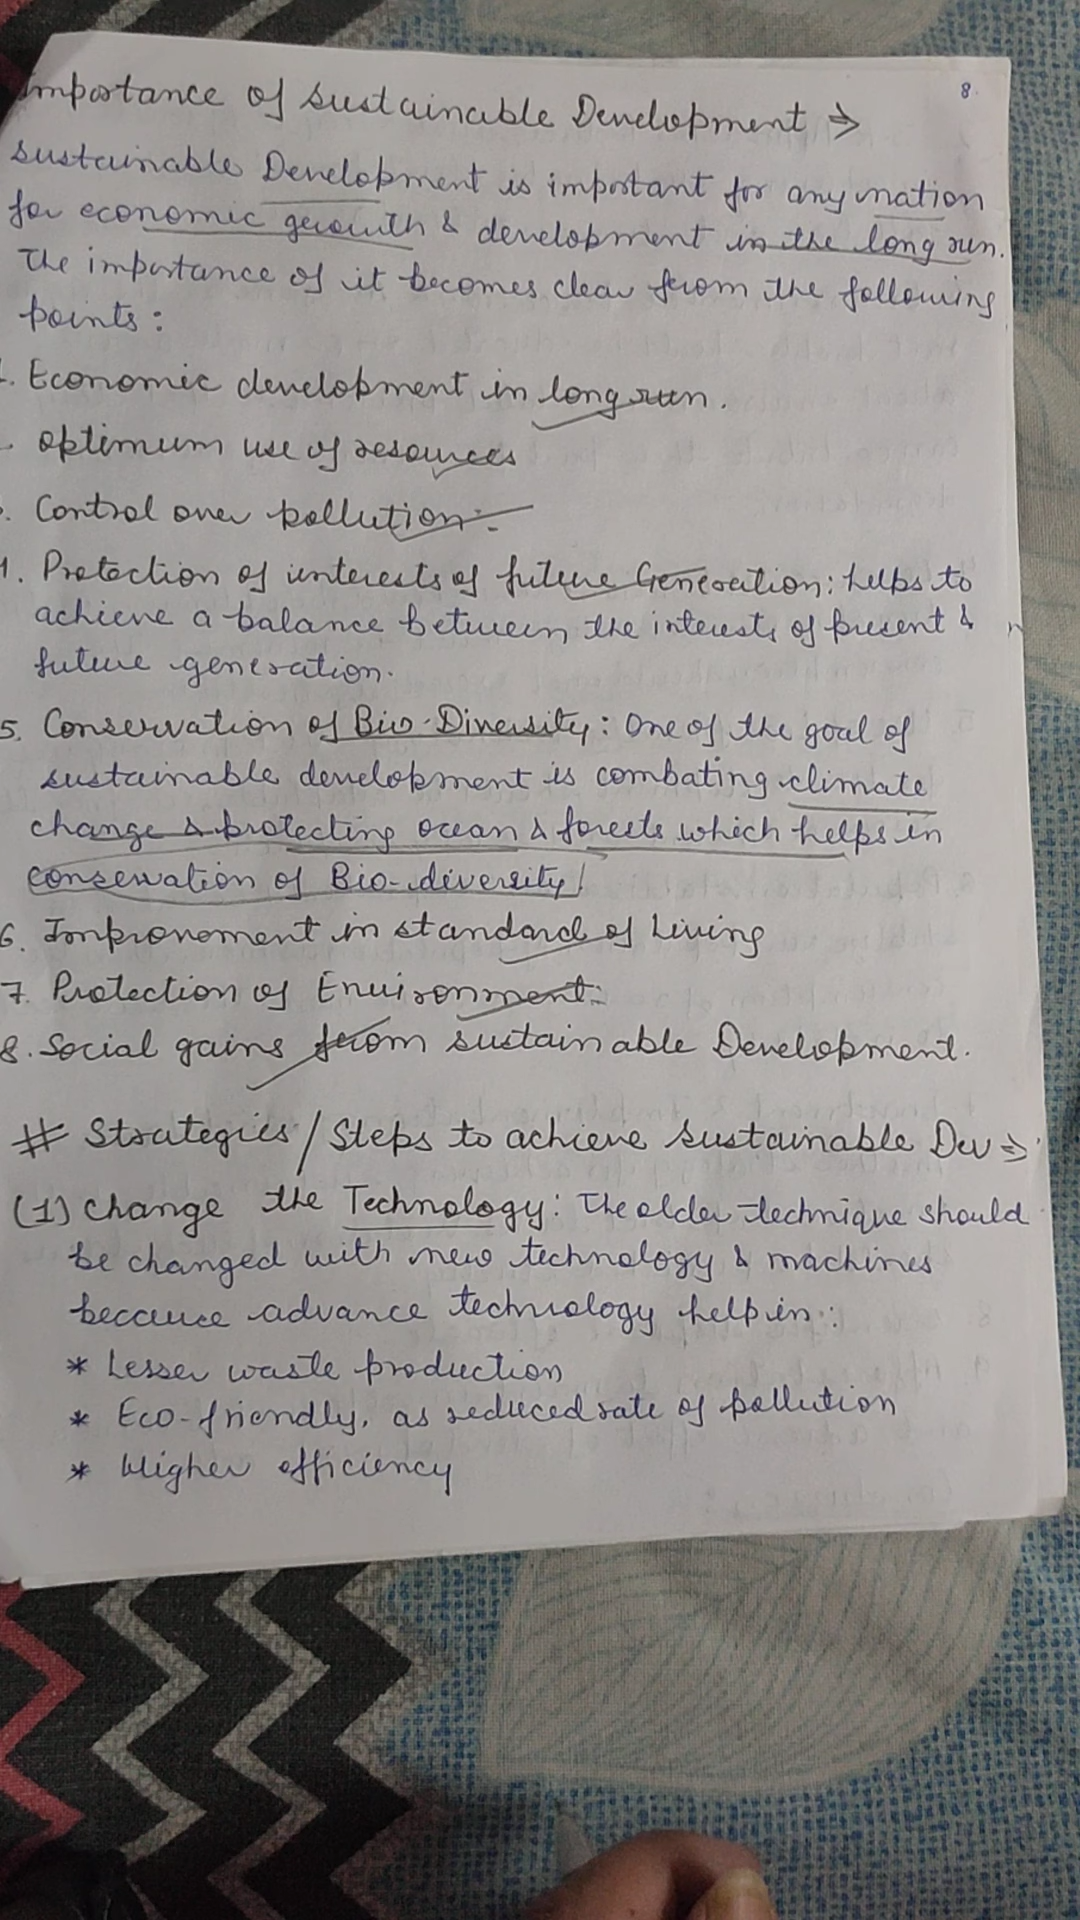 8.
Importance of sustainable Development ⇒
Sustainable Development is important for any nation
for economic growth & development in the long run.
The importance of it becomes clear from the following
points:
1. Economic development in long run.
. optimum use of resources
. Control over pollution:-
4. Protection of interests of future Generation: helps to
achieve a balance between the interests of present &
future generation.
5. Conservation of Bio-Diversity: One of the goal of
sustainable development is combating climate
change & protecting ocean & forests which helps in
conservation of Bio-diversity
6. Improvement in standard of Living
7. Protection of Environment:
8. Social gains from sustainable Development.
# Strategies / Steps to achieve sustainable Dev ⇒
(1) Change the Technology: The older technique should
be changed with new technology & machines
because advance technology help in:
* Lesser waste production
* Eco-friendly, as reduced rate of pollution
* Higher efficiency